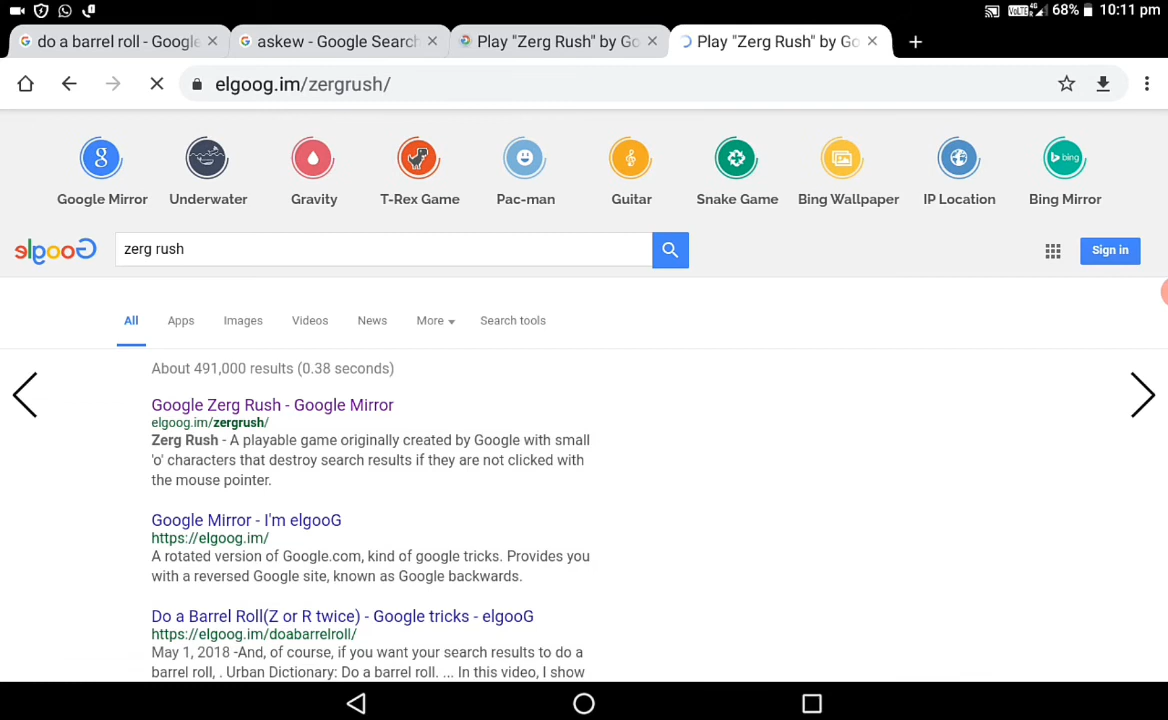 VoLTE 4G 68% 10:11 pm
do a barrel roll - Google
askew - Google Search
Play "Zerg Rush" by Go
Play "Zerg Rush" by Go
elgoog.im/zergrush/
g
bing
Google Mirror
Underwater
Gravity
T-Rex Game
Pac-man
Guitar
Snake Game
Bing Wallpaper
IP Location
Bing Mirror
elgooG
zerg rush
Sign in
All
Apps
Images
Videos
News
More
Search tools
About 491,000 results (0.38 seconds)
Google Zerg Rush - Google Mirror
elgoog.im/zergrush/
Zerg Rush - A playable game originally created by Google with small
'o' characters that destroy search results if they are not clicked with
the mouse pointer.
Google Mirror - I'm elgooG
https://elgoog.im/
A rotated version of Google.com, kind of google tricks. Provides you
with a reversed Google site, known as Google backwards.
Do a Barrel Roll(Z or R twice) - Google tricks - elgooG
https://elgoog.im/doabarrelroll/
May 1, 2018 -And, of course, if you want your search results to do a
barrel roll, . Urban Dictionary: Do a barrel roll. ... In this video, I show